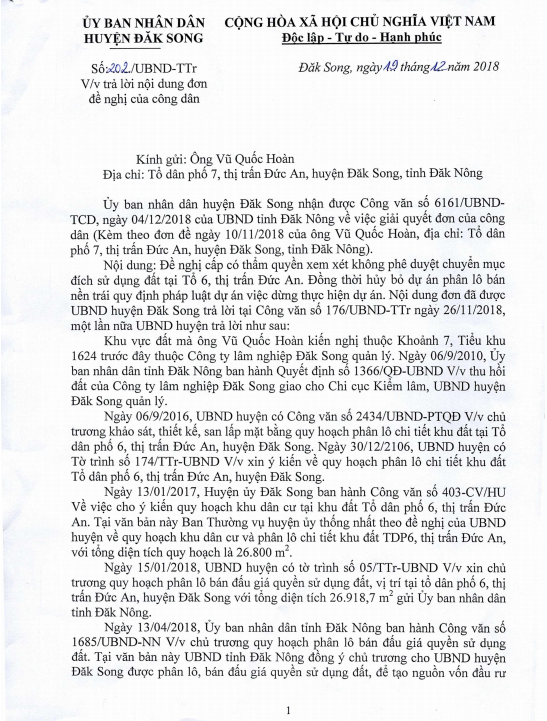 ỦY BAN NHÂN DÂN
HUYỆN ĐĂK SONG
CỘNG HÒA XÃ HỘI CHỦ NGHĨA VIỆT NAM
Độc lập - Tự do - Hạnh phúc
Số:202/UBND-TTr
V/v trả lời nội dung đơn
đề nghị của công dân
Đăk Song, ngày 19 tháng 12 năm 2018
Kính gửi: Ông Vũ Quốc Hoàn
Địa chỉ: Tổ dân phố 7, thị trấn Đức An, huyện Đăk Song, tỉnh Đăk Nông
Ủy ban nhân dân huyện Đăk Song nhận được Công văn số 6161/UBND-
TCD, ngày 04/12/2018 của UBND tỉnh Đăk Nông về việc giải quyết đơn của công
dân (Kèm theo đơn đề ngày 10/11/2018 của ông Vũ Quốc Hoàn, địa chỉ: Tổ dân
phố 7, thị trấn Đức An, huyện Đăk Song, tỉnh Đăk Nông).
Nội dung: Đề nghị cấp có thẩm quyền xem xét không phê duyệt chuyển mục
đích sử dụng đất tại Tổ 6, thị trấn Đức An. Đồng thời hủy bỏ dự án phân lô bán
nền trái quy định pháp luật dự án việc dừng thực hiện dự án. Nội dung đơn đã được
UBND huyện Đăk Song trả lời tại Công văn số 176/UBND-TTr ngày 26/11/2018,
một lần nữa UBND huyện trả lời như sau:
Khu vực đất mà ông Vũ Quốc Hoàn kiến nghị thuộc Khoảnh 7, Tiểu khu
1624 trước đây thuộc Công ty lâm nghiệp Đăk Song quản lý. Ngày 06/9/2010, Ủy
ban nhân dân tỉnh Đăk Nông ban hành Quyết định số 1366/QĐ-UBND V/v thu hồi
đất của Công ty lâm nghiệp Đăk Song giao cho Chi cục Kiểm lâm, UBND huyện
Đăk Song quản lý.
Ngày 06/9/2016, UBND huyện có Công văn số 2434/UBND-PTQĐ V/v chủ
trương khảo sát, thiết kế, san lấp mặt bằng quy hoạch phân lô chi tiết khu đất tại Tổ
dân phố 6, thị trấn Đức An, huyện Đăk Song. Ngày 30/12/2106, UBND huyện có
Tờ trình số 174/TTr-UBND V/v xin ý kiến về quy hoạch phân lô chi tiết khu đất
Tổ dân phố 6, thị trấn Đức An, huyện Đăk Song.
Ngày 13/01/2017, Huyện ủy Đăk Song ban hành Công văn số 403-CV/HU
Về việc cho ý kiến quy hoạch khu dân cư tại khu đất Tổ dân phố 6, thị trấn Đức
An. Tại văn bản này Ban Thường vụ huyện ủy thống nhất theo đề nghị của UBND
huyện về quy hoạch khu dân cư và phân lô chi tiết khu đất TDP6, thị trấn Đức An,
với tổng diện tích quy hoạch là 26.800 m².
Ngày 15/01/2018, UBND huyện có tờ trình số 05/TTr-UBND V/v xin chủ
trương quy hoạch phân lô bán đấu giá quyền sử dụng đất, vị trí tại tổ dân phố 6, thị
trấn Đức An, huyện Đăk Song với tổng diện tích 26.918,7 m² gửi Ủy ban nhân dân
tỉnh Đăk Nông.
Ngày 13/04/2018, Ủy ban nhân dân tỉnh Đăk Nông ban hành Công văn số
1685/UBND-NN V/v chủ trương quy hoạch phân lô bán đấu giá quyền sử dụng
đất. Tại văn bản này UBND tỉnh Đăk Nông đồng ý chủ trương cho UBND huyện
Đăk Song được phân lô, bán đấu giá quyền sử dụng đất, để tạo nguồn vốn đầu rư
1